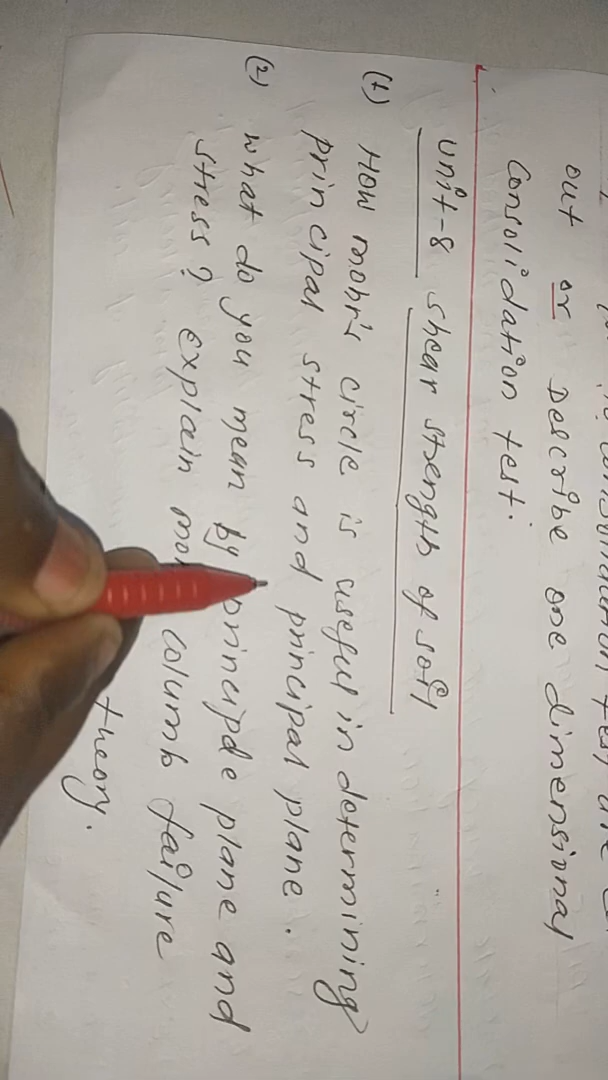 out or Describe one dimensional
Consolidation test.
Unit-8 shear strength of soil
(1) How mohr's circle is useful in determining
principal stress and principal plane.
(2) what do you mean by principle plane and
stress? explain columb failure
theory.